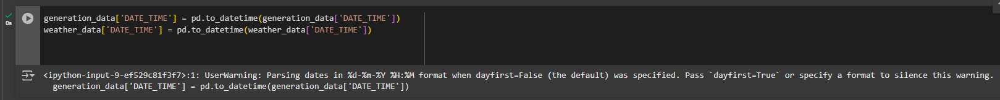 generation_data['DATE_TIME'] = pd.to_datetime(generation_data['DATE_TIME'])
0s
weather_data['DATE_TIME'] = pd.to_datetime(weather_data['DATE_TIME'])
<ipython-input-9-ef529c81f3f7>:1: UserWarning: Parsing dates in %d-%m-%Y %H:%M format when dayfirst=False (the default) was specified. Pass `dayfirst=True` or specify a format to silence this warning.
  generation_data['DATE_TIME'] = pd.to_datetime(generation_data['DATE_TIME'])